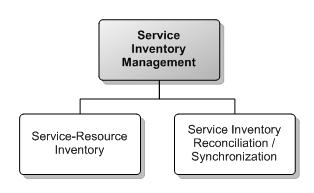 Service
Inventory
Management
Service-Resource
Inventory
Service Inventory
Reconciliation /
Synchronization